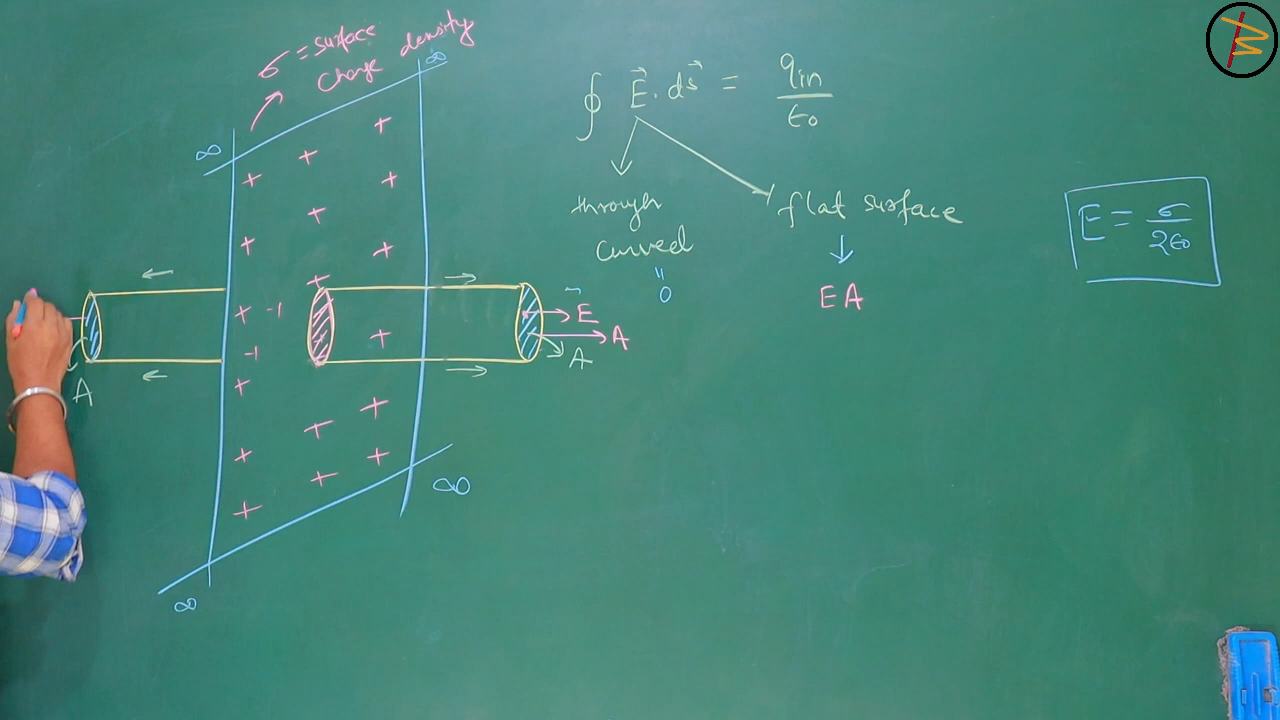 σ = surface
charge density
∞
∞
∮ E⃗ . ds⃗ = qin / ε0
through
curved
"
0
flat surface
↓
EA
E = σ / 2ε0
E⃗
A
A
A
∞
∞